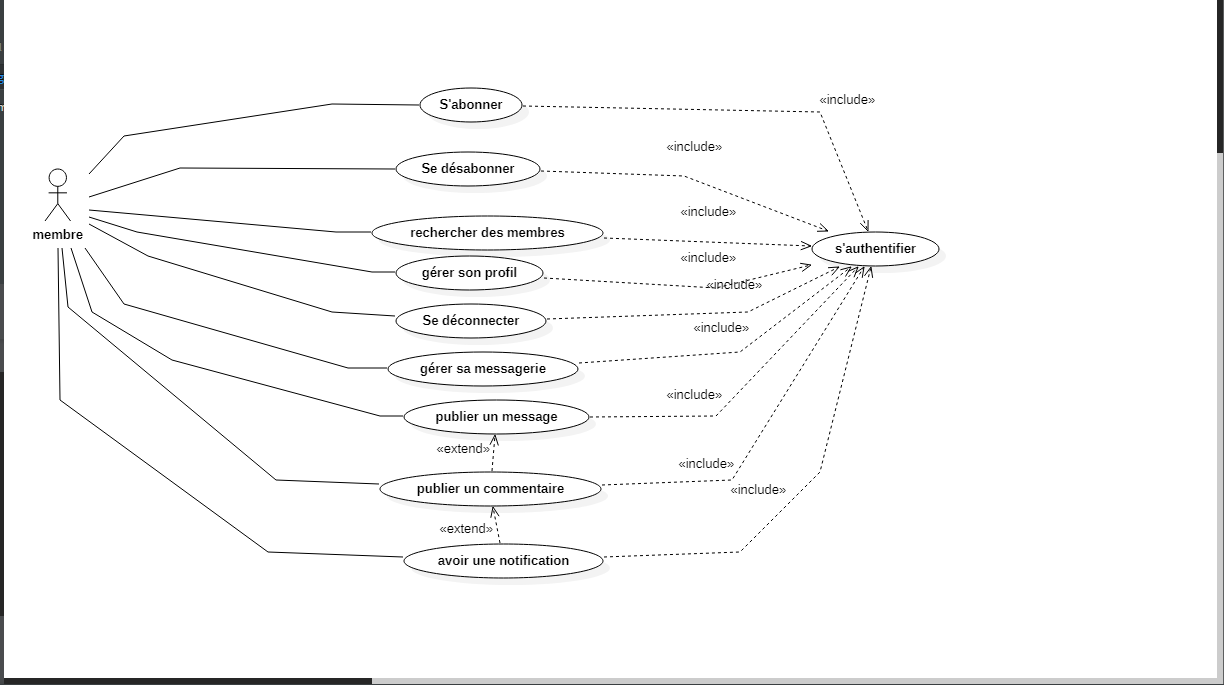 S'abonner
«include»
Se désabonner
«include»
membre
rechercher des membres
«include»
s'authentifier
gérer son profil
«include»
«include»
Se déconnecter
«include»
gérer sa messagerie
publier un message
«include»
«extend»
publier un commentaire
«include»
«include»
«extend»
avoir une notification